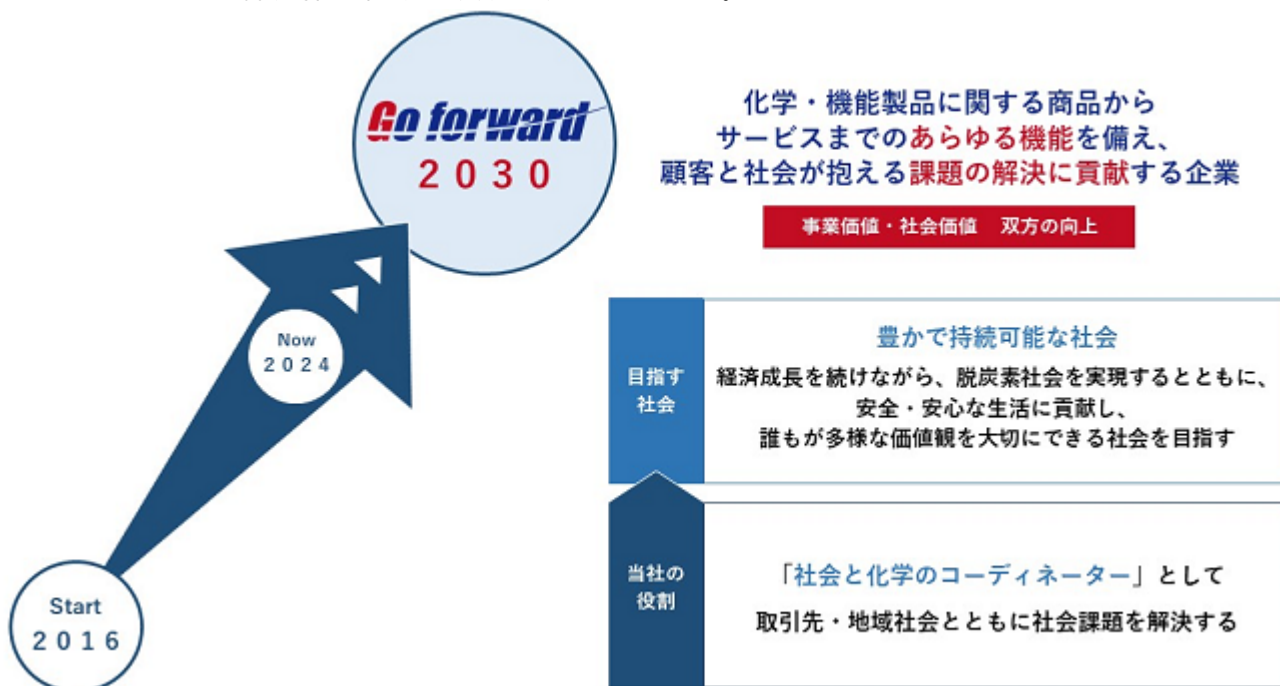 Go forward
2030
化学・機能製品に関する商品から
サービスまでのあらゆる機能を備え、
顧客と社会が抱える課題の解決に貢献する企業
事業価値・社会価値　双方の向上
Now
2024
Start
2016
目指す
社会
豊かで持続可能な社会
経済成長を続けながら、脱炭素社会を実現するとともに、
安全・安心な生活に貢献し、
誰もが多様な価値観を大切にできる社会を目指す
当社の
役割
「社会と化学のコーディネーター」として
取引先・地域社会とともに社会課題を解決する